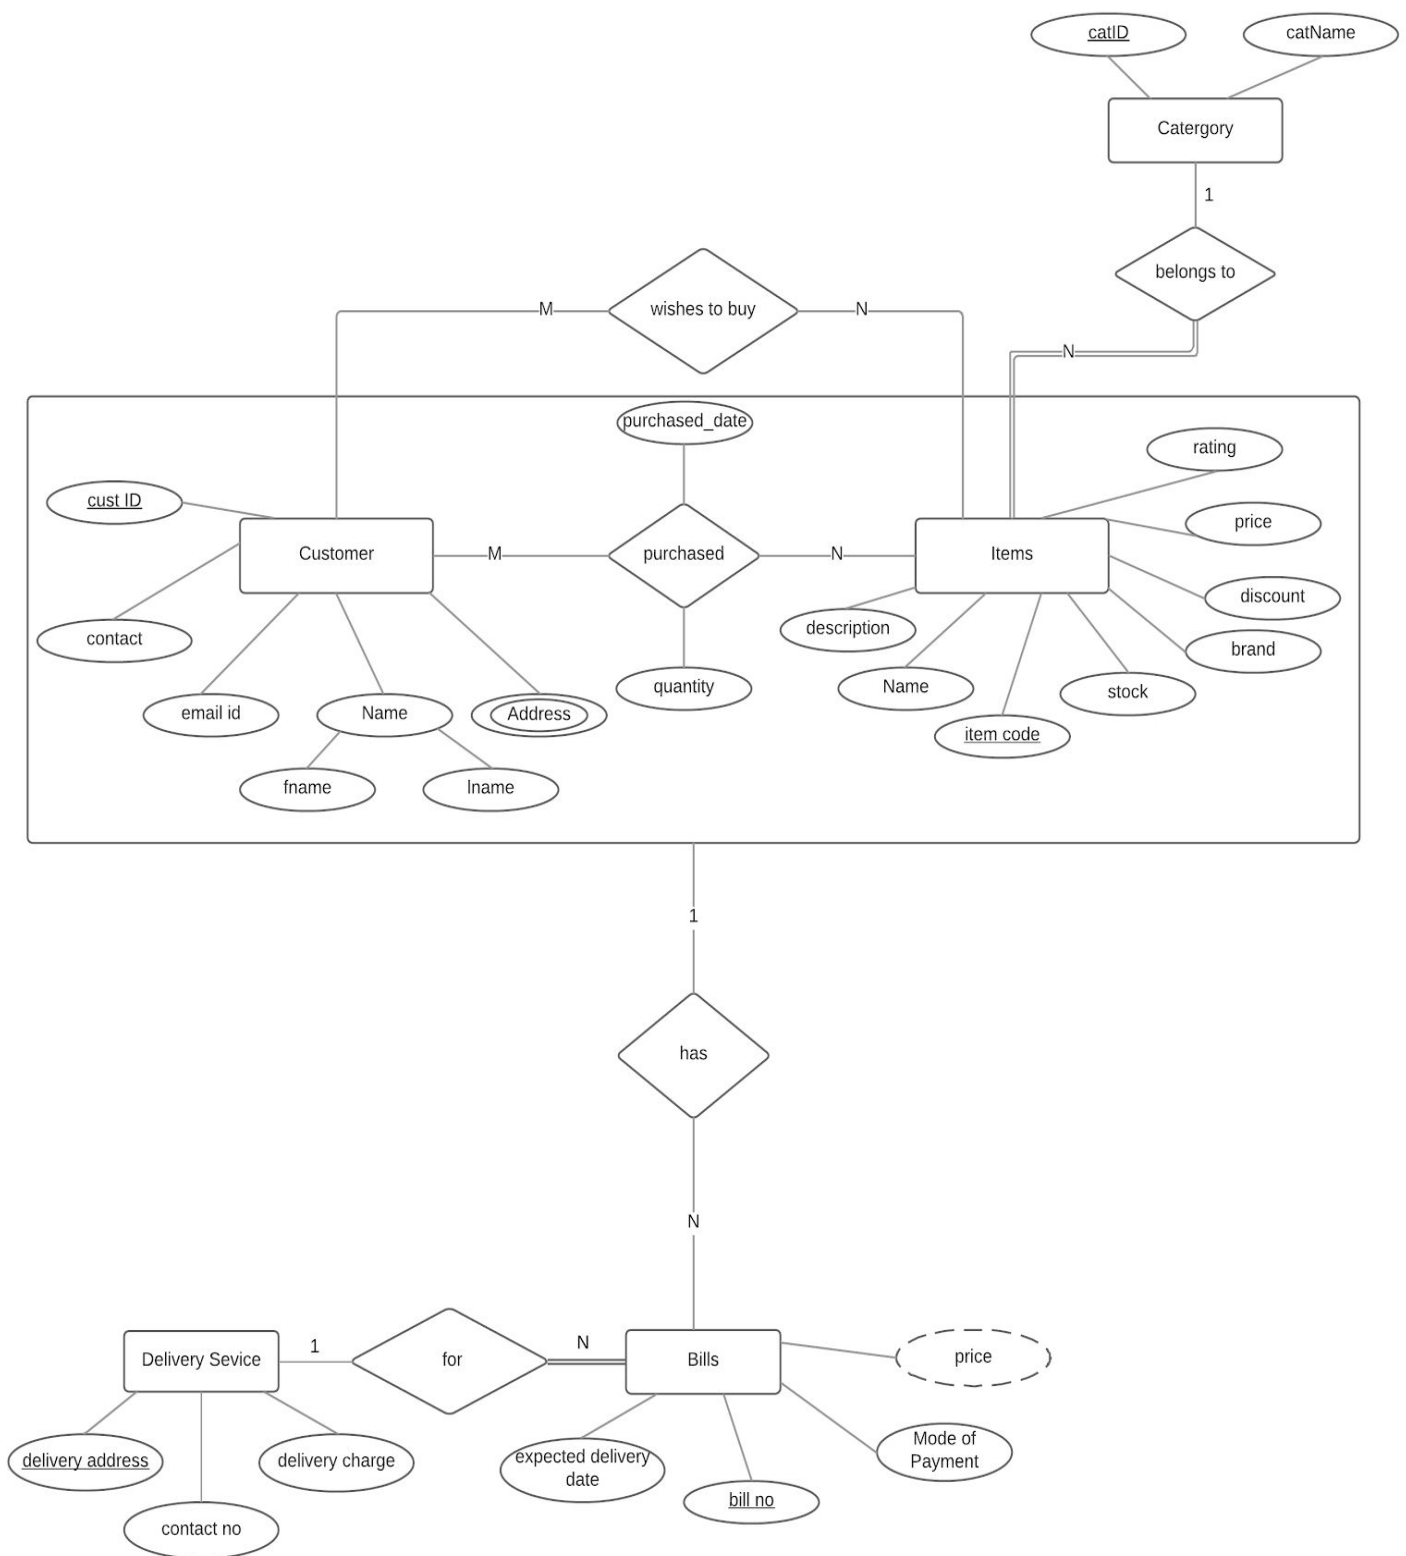 catID
catName
Catergory
1
belongs to
wishes to buy
M
N
N
purchased_date
rating
cust ID
price
Customer
M
purchased
N
Items
discount
description
contact
brand
Name
quantity
stock
email id
Name
Address
item code
fname
lname
1
has
N
Delivery Sevice
1
for
N
Bills
price
delivery address
delivery charge
expected delivery
date
Mode of
Payment
bill no
contact no